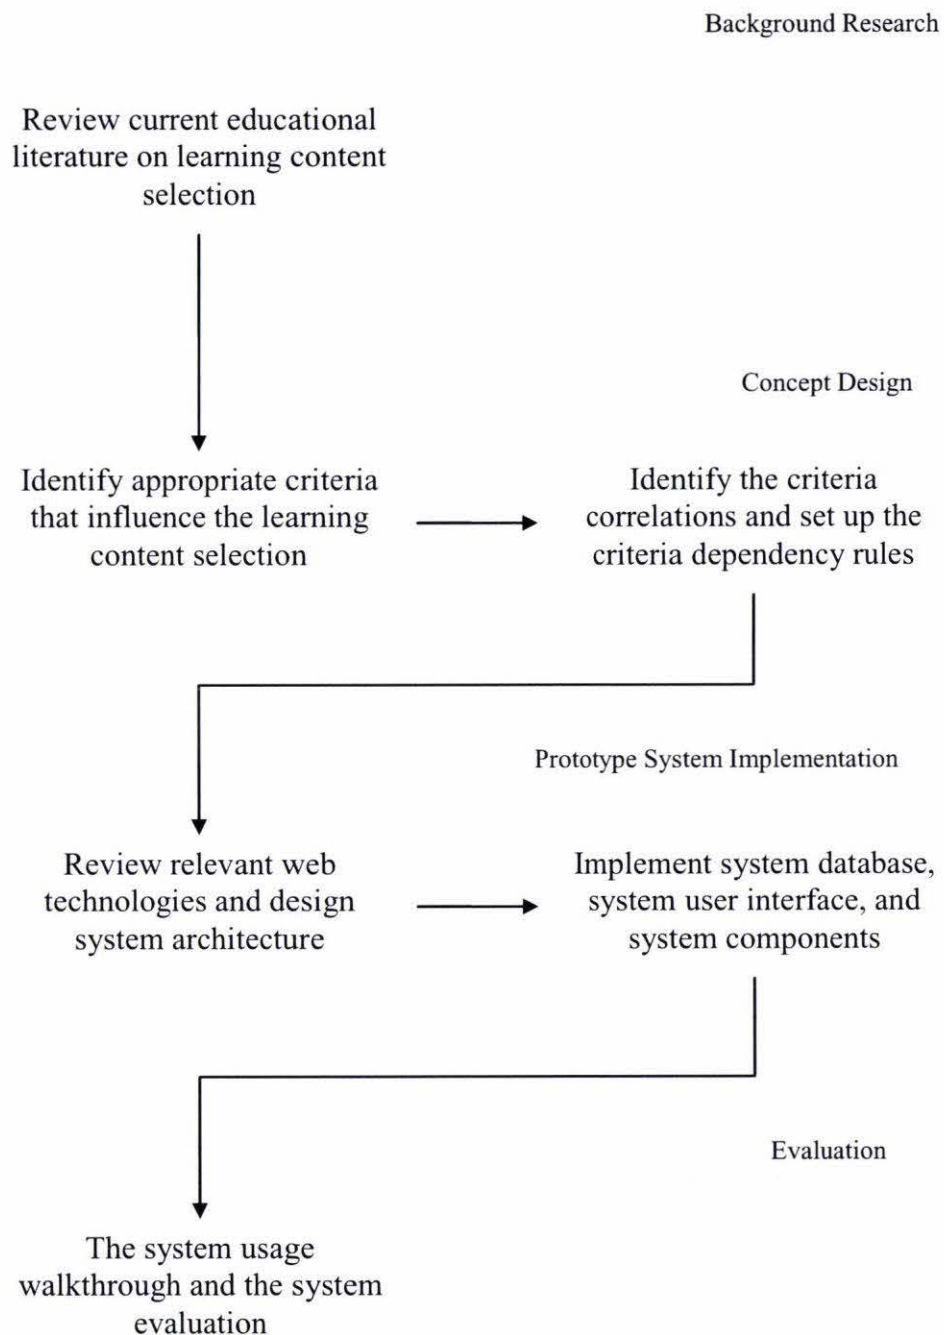 Background Research
Review current educational
literature on learning content
selection
Concept Design
Identify appropriate criteria
that influence the learning
content selection
Identify the criteria
correlations and set up the
criteria dependency rules
Prototype System Implementation
Review relevant web
technologies and design
system architecture
Implement system database,
system user interface, and
system components
Evaluation
The system usage
walkthrough and the system
evaluation